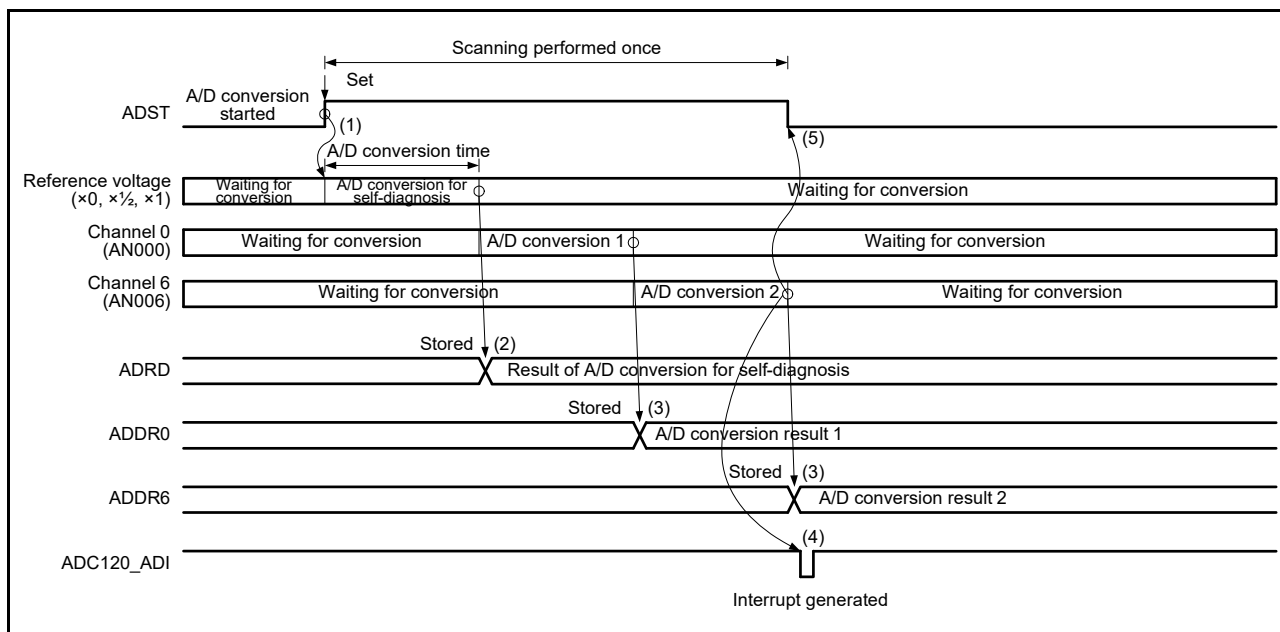 Scanning performed once
Set
A/D conversion
started
ADST
(1)
(5)
A/D conversion time
Reference voltage
(×0, ×½, ×1)
Waiting for
conversion
A/D conversion for
self-diagnosis
Waiting for conversion
Channel 0
(AN000)
Waiting for conversion
A/D conversion 1
Waiting for conversion
Channel 6
(AN006)
Waiting for conversion
A/D conversion 2
Waiting for conversion
Stored
(2)
ADRD
Result of A/D conversion for self-diagnosis
Stored
(3)
ADDR0
A/D conversion result 1
Stored
(3)
ADDR6
A/D conversion result 2
(4)
ADC120_ADI
Interrupt generated